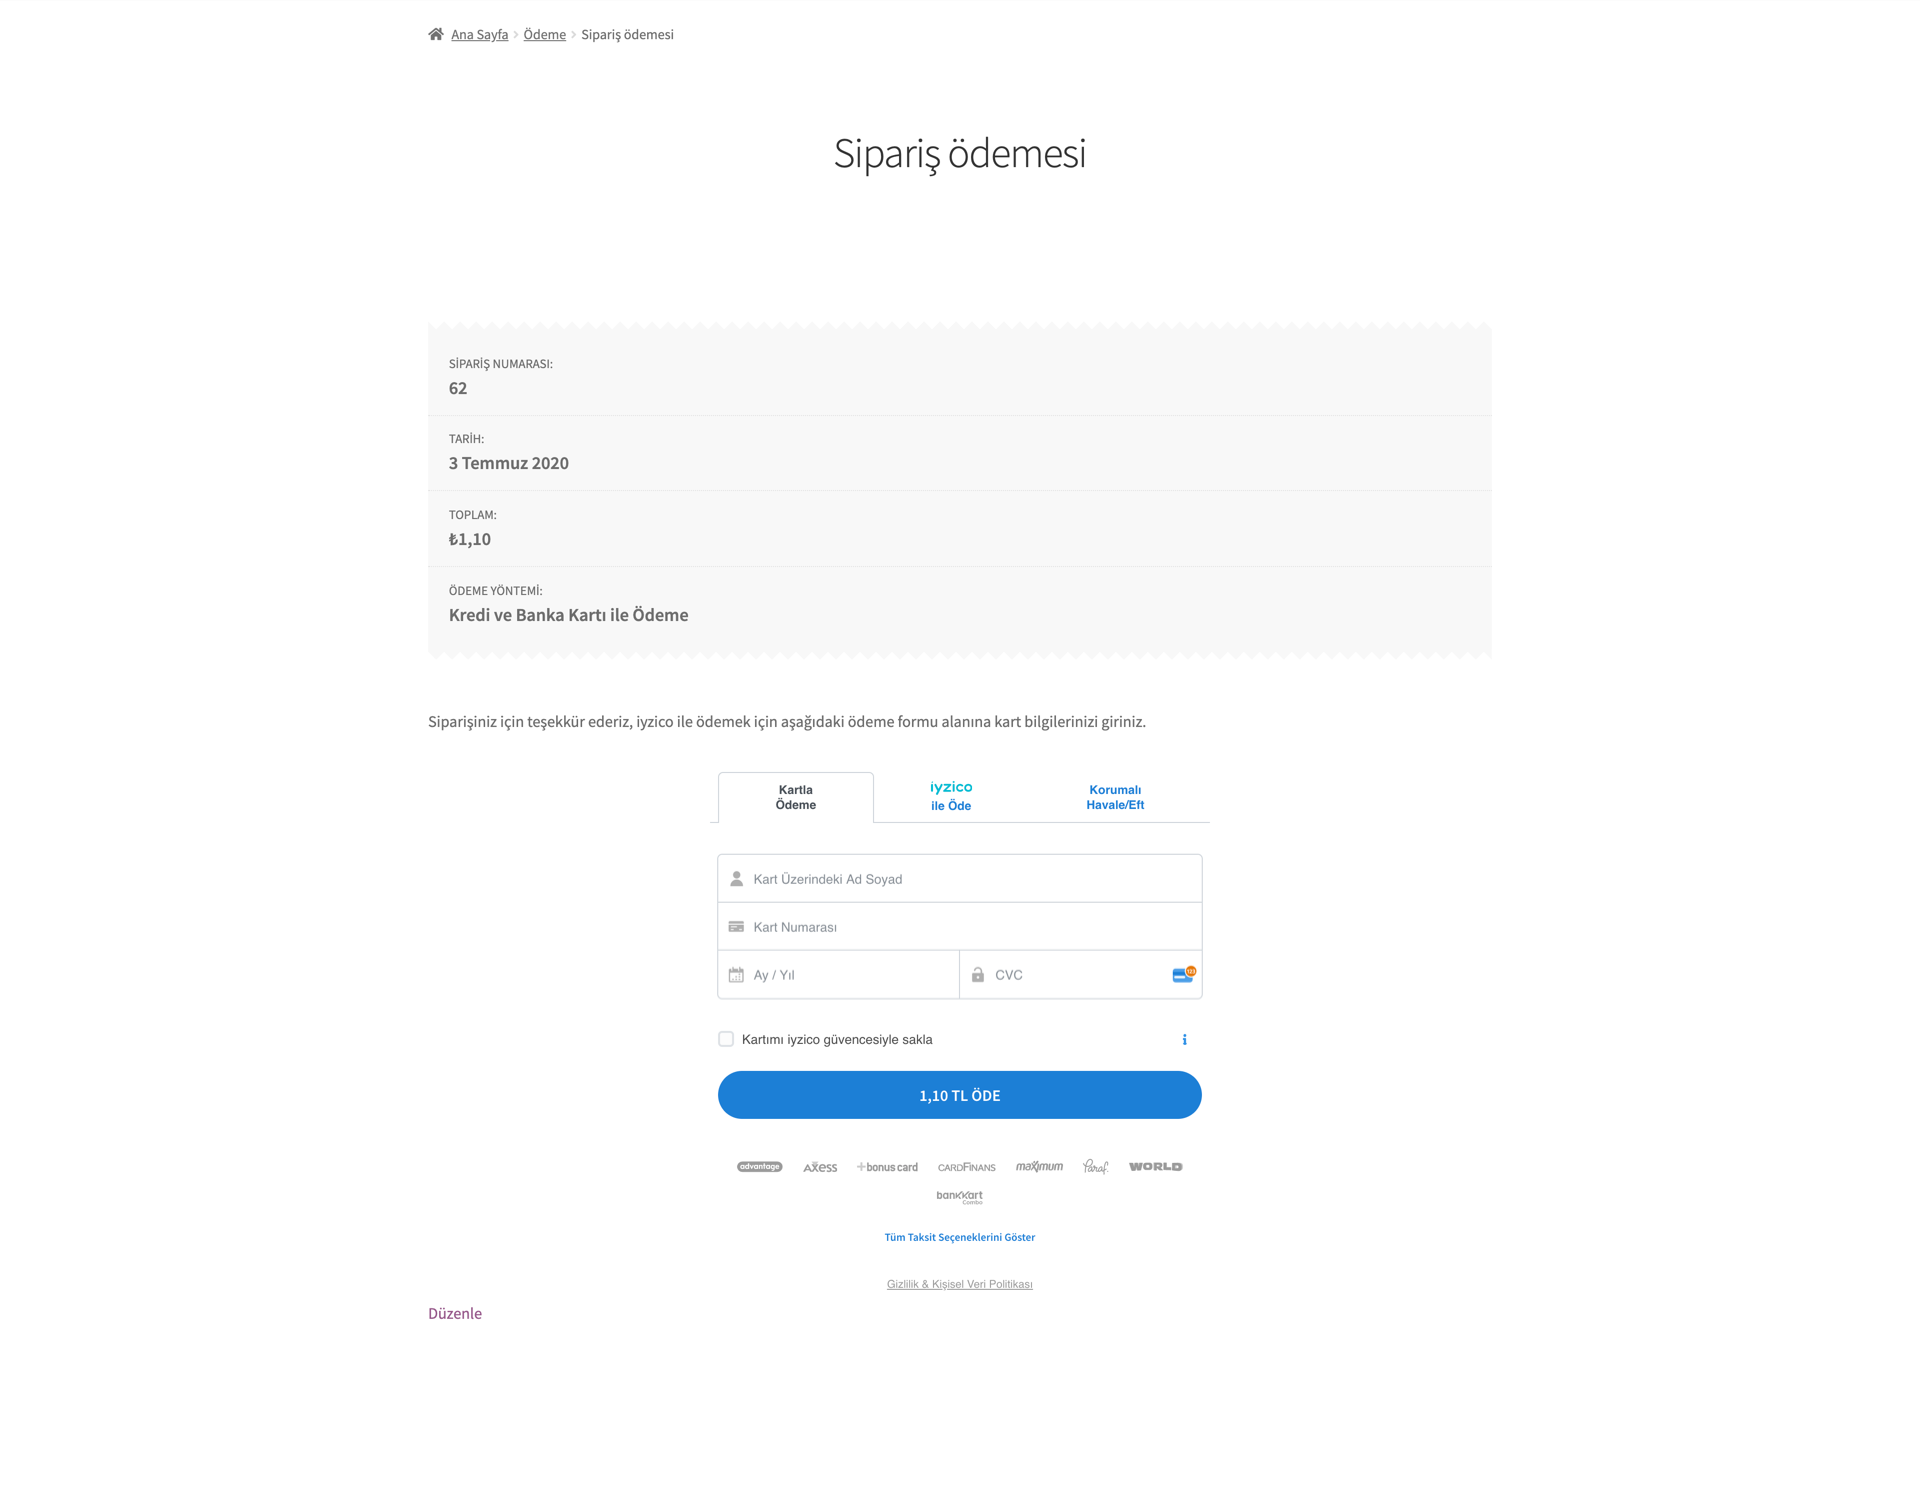 Ana Sayfa > Ödeme > Sipariş ödemesi
Sipariş ödemesi
SİPARİŞ NUMARASI:
62
TARİH:
3 Temmuz 2020
TOPLAM:
₺1,10
ÖDEME YÖNTEMİ:
Kredi ve Banka Kartı ile Ödeme
Siparişiniz için teşekkür ederiz, iyzico ile ödemek için aşağıdaki ödeme formu alanına kart bilgilerinizi giriniz.
Kartla
Ödeme
iyzico
ile Öde
Korumalı
Havale/Eft
Kart Üzerindeki Ad Soyad
Kart Numarası
Ay / Yıl
CVC
123
Kartımı iyzico güvencesiyle sakla
i
1,10 TL ÖDE
advantage axess +bonus card CARDFINANS maximum Paraf WORLD
bankkart
Combo
Tüm Taksit Seçeneklerini Göster
Gizlilik & Kişisel Veri Politikası
Düzenle